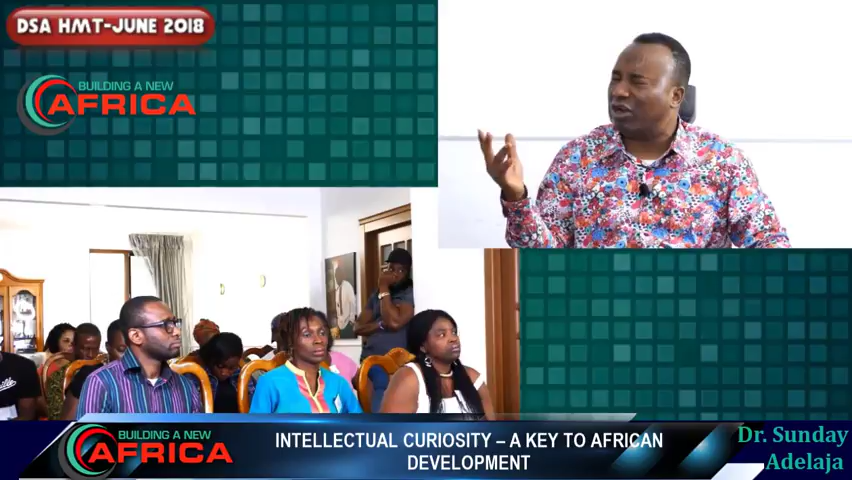 DSA HMT-JUNE 2018
BUILDING A NEW
AFRICA
BUILDING A NEW
AFRICA
INTELLECTUAL CURIOSITY – A KEY TO AFRICAN
DEVELOPMENT
Dr. Sunday
Adelaja